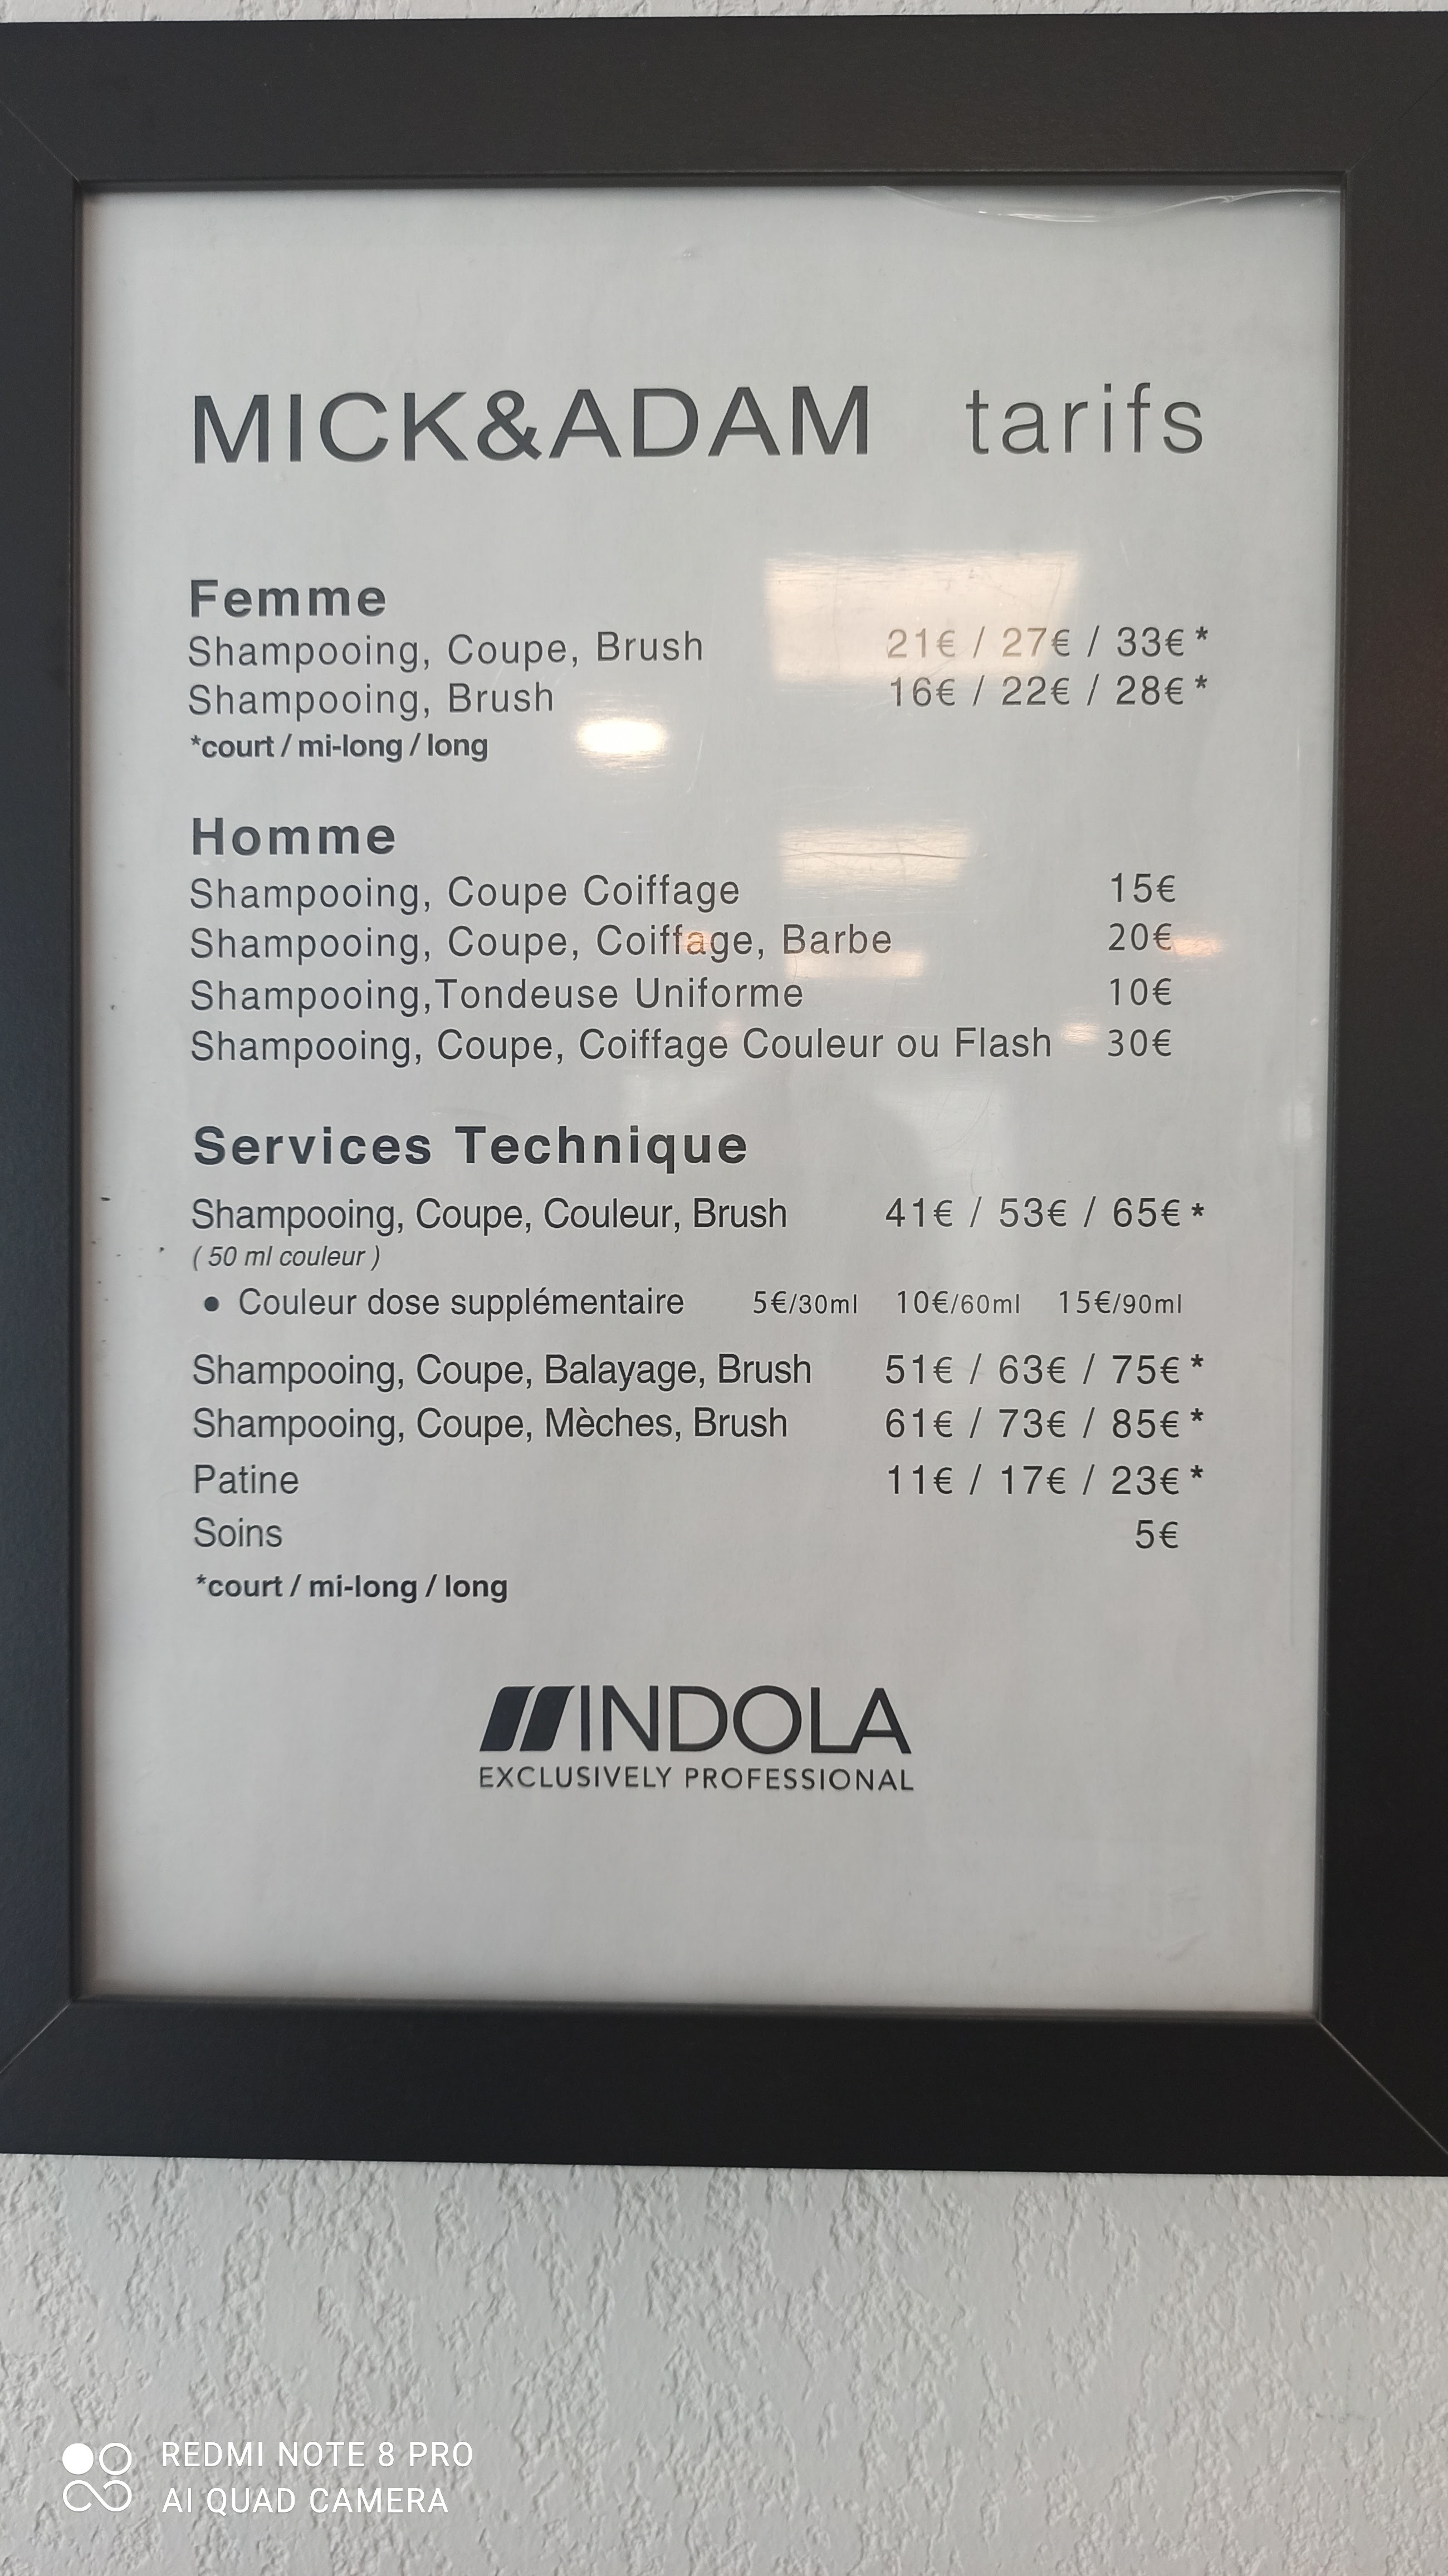 MICK&ADAM tarifs
Femme
Shampooing, Coupe, Brush 21€ / 27€ / 33€ *
Shampooing, Brush 16€ / 22€ / 28€ *
*court / mi-long / long
Homme
Shampooing, Coupe Coiffage 15€
Shampooing, Coupe, Coiffage, Barbe 20€
Shampooing,Tondeuse Uniforme 10€
Shampooing, Coupe, Coiffage Couleur ou Flash 30€
Services Technique
Shampooing, Coupe, Couleur, Brush 41€ / 53€ / 65€ *
( 50 ml couleur )
• Couleur dose supplémentaire 5€/30ml 10€/60ml 15€/90ml
Shampooing, Coupe, Balayage, Brush 51€ / 63€ / 75€ *
Shampooing, Coupe, Mèches, Brush 61€ / 73€ / 85€ *
Patine 11€ / 17€ / 23€ *
Soins 5€
*court / mi-long / long
INDOLA
EXCLUSIVELY PROFESSIONAL
REDMI NOTE 8 PRO
AI QUAD CAMERA